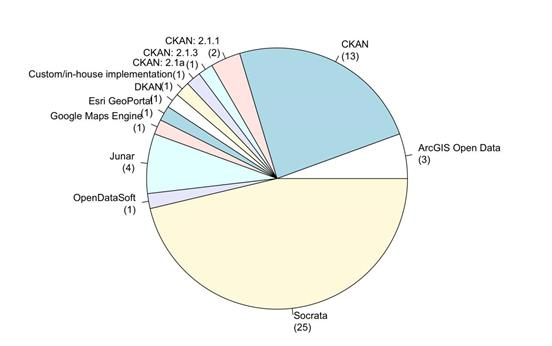 CKAN: 2.1.1
(2)
CKAN: 2.1.3
(1)
CKAN: 2.1a
(1)
Custom/in-house implementation
(1)
DKAN
(1)
Esri GeoPortal
(1)
Google Maps Engine
(1)
Junar
(4)
OpenDataSoft
(1)
Socrata
(25)
ArcGIS Open Data
(3)
CKAN
(13)